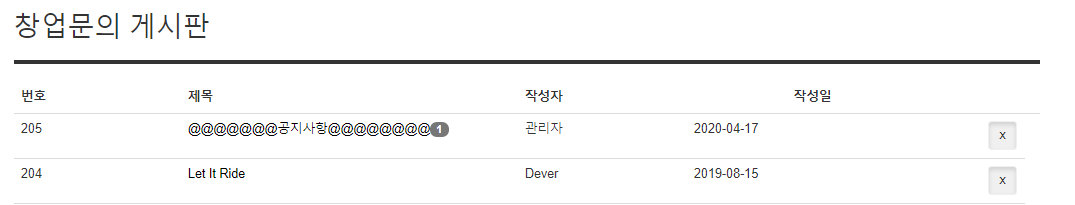 창업문의 게시판
번호 제목 작성자 작성일
205 @@@@@@@공지사항@@@@@@@@ 1 관리자 2020-04-17 x
204 Let It Ride Dever 2019-08-15 x